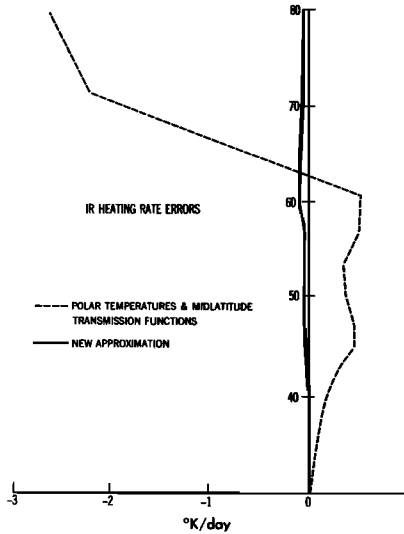 80
70
60
IR HEATING RATE ERRORS
POLAR TEMPERATURES & MIDLATITUDE
TRANSMISSION FUNCTIONS
50
NEW APPROXIMATION
40
-3 -2 -1 0
°K/day